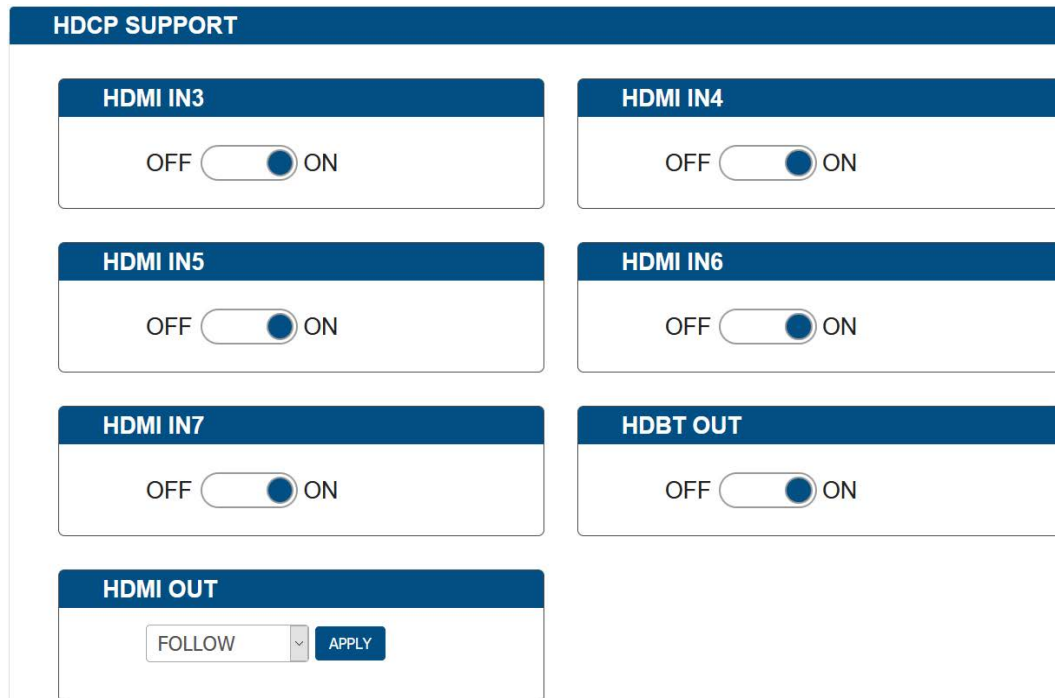 HDCP SUPPORT
HDMI IN3
HDMI IN4
OFF ON
OFF ON
HDMI IN5
HDMI IN6
OFF ON
OFF ON
HDMI IN7
HDBT OUT
OFF ON
OFF ON
HDMI OUT
FOLLOW APPLY